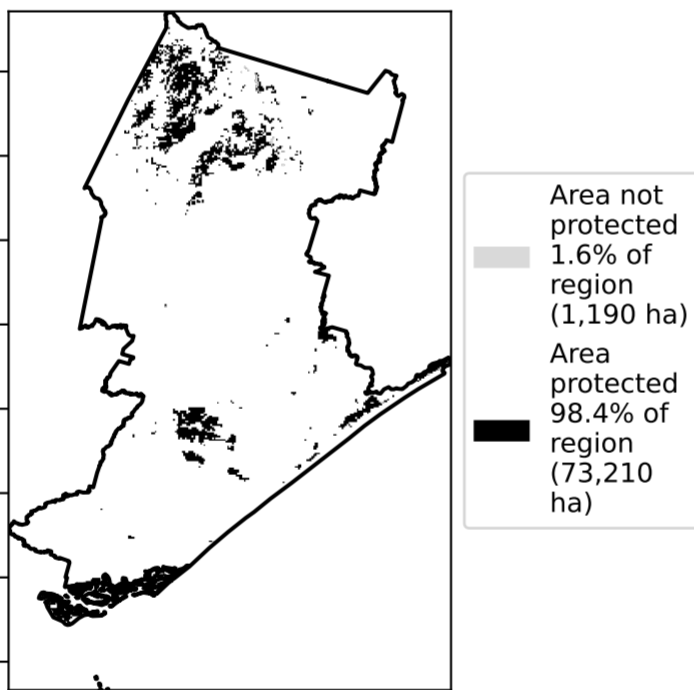 Area not
protected
1.6% of
region
(1,190 ha)
Area
protected
98.4% of
region
(73,210
ha)